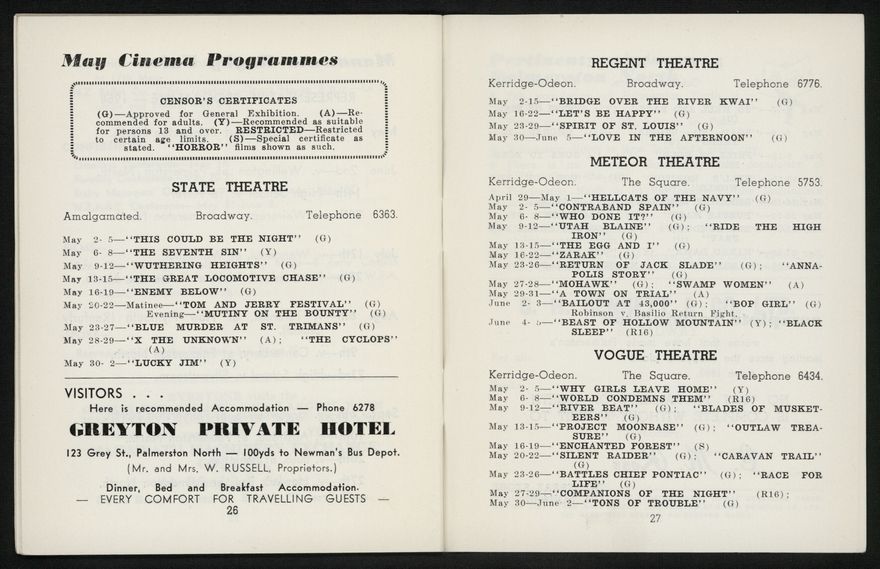 May Cinema Programmes
CENSOR'S CERTIFICATES
(G)—Approved for General Exhibition. (A)—Re-
commended for adults. (Y)—Recommended as suitable
for persons 13 and over. RESTRICTED—Restricted
to certain age limits. (S)—Special certificate as
stated. "HORROR" films shown as such.
STATE THEATRE
Amalgamated. Broadway. Telephone 6363.
May 2- 5—"THIS COULD BE THE NIGHT" (G)
May 6- 8—"THE SEVENTH SIN" (Y)
May 9-12—"WUTHERING HEIGHTS" (G)
May 13-15—"THE GREAT LOCOMOTIVE CHASE" (G)
May 16-19—"ENEMY BELOW" (G)
May 20-22—Matinee—"TOM AND JERRY FESTIVAL" (G)
Evening—"MUTINY ON THE BOUNTY" (G)
May 23-27—"BLUE MURDER AT ST. TRIMANS" (G)
May 28-29—"X THE UNKNOWN" (A); "THE CYCLOPS"
(A)
May 30- 2—"LUCKY JIM" (Y)
VISITORS . . .
Here is recommended Accommodation — Phone 6278
GREYTON PRIVATE HOTEL
123 Grey St., Palmerston North — 100yds to Newman's Bus Depot.
(Mr. and Mrs. W. RUSSELL, Proprietors.)
Dinner, Bed and Breakfast Accommodation.
— EVERY COMFORT FOR TRAVELLING GUESTS —
26
REGENT THEATRE
Kerridge-Odeon. Broadway. Telephone 6776.
May 2-15—"BRIDGE OVER THE RIVER KWAI" (G)
May 16-22—"LET'S BE HAPPY" (G)
May 23-29—"SPIRIT OF ST. LOUIS" (G)
May 30—June 5—"LOVE IN THE AFTERNOON" (G)
METEOR THEATRE
Kerridge-Odeon. The Square. Telephone 5753.
April 29—May 1—"HELLCATS OF THE NAVY" (G)
May 2- 5—"CONTRABAND SPAIN" (G)
May 6- 8—"WHO DONE IT?" (G)
May 9-12—"UTAH BLAINE" (G); "RIDE THE HIGH
IRON" (G)
May 13-15—"THE EGG AND I" (G)
May 16-22—"ZARAK" (G)
May 23-26—"RETURN OF JACK SLADE" (G); "ANNA-
POLIS STORY" (G)
May 27-28—"MOHAWK" (G); "SWAMP WOMEN" (A)
May 29-31—"A TOWN ON TRIAL" (A)
June 2- 3—"BAILOUT AT 43,000" (G); "BOP GIRL" (G)
Robinson v. Basilio Return Fight.
June 4- 5—"BEAST OF HOLLOW MOUNTAIN" (Y); "BLACK
SLEEP" (R16)
VOGUE THEATRE
Kerridge-Odeon. The Square. Telephone 6434.
May 2- 5—"WHY GIRLS LEAVE HOME" (Y)
May 6- 8—"WORLD CONDEMNS THEM" (R16)
May 9-12—"RIVER BEAT" (G); "BLADES OF MUSKET-
EERS" (G)
May 13-15—"PROJECT MOONBASE" (G); "OUTLAW TREA-
SURE" (G)
May 16-19—"ENCHANTED FOREST" (S)
May 20-22—"SILENT RAIDER" (G); "CARAVAN TRAIL"
(G)
May 23-26—"BATTLES CHIEF PONTIAC" (G); "RACE FOR
LIFE" (G)
May 27-29—"COMPANIONS OF THE NIGHT" (R16);
May 30—June 2—"TONS OF TROUBLE" (G)
27